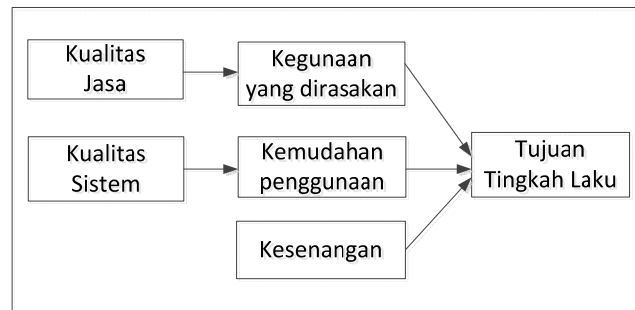 Kualitas
Jasa
Kegunaan
yang dirasakan
Kualitas
Sistem
Kemudahan
penggunaan
Tujuan
Tingkah Laku
Kesenangan